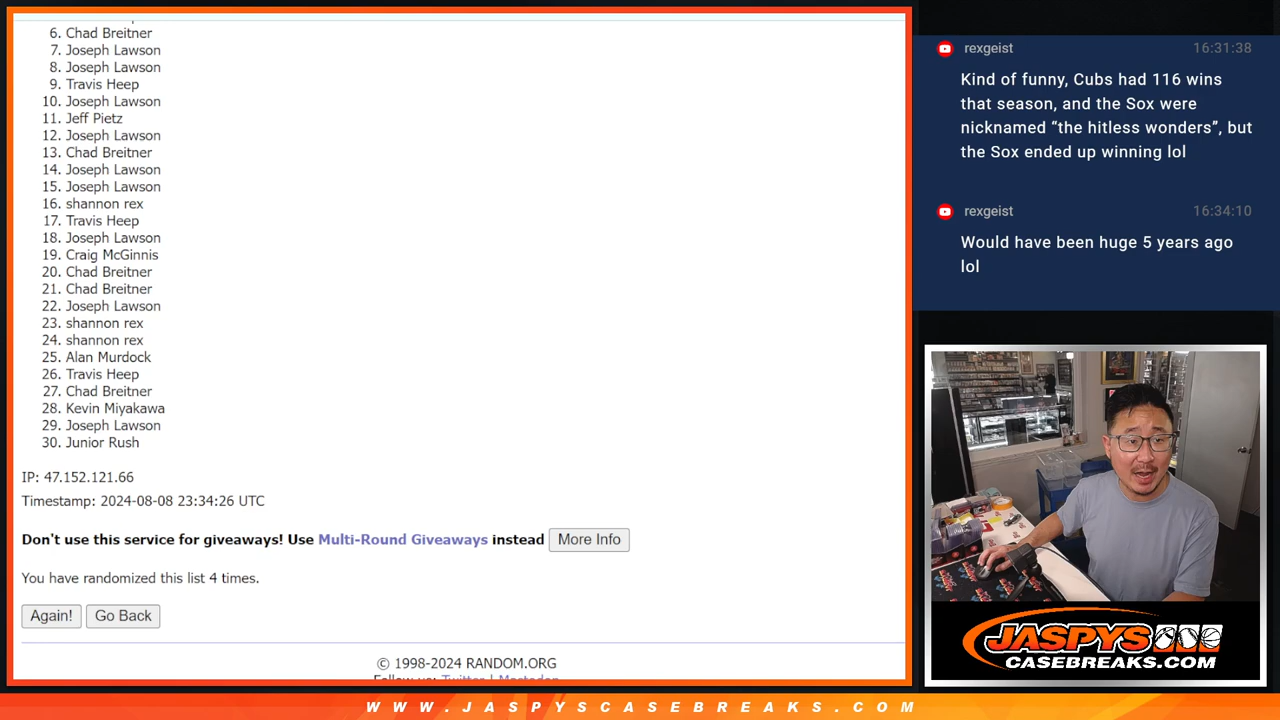 6. Chad Breitner
7. Joseph Lawson
8. Joseph Lawson
9. Travis Heep
10. Joseph Lawson
11. Jeff Pietz
12. Joseph Lawson
13. Chad Breitner
14. Joseph Lawson
15. Joseph Lawson
16. shannon rex
17. Travis Heep
18. Joseph Lawson
19. Craig McGinnis
20. Chad Breitner
21. Chad Breitner
22. Joseph Lawson
23. shannon rex
24. shannon rex
25. Alan Murdock
26. Travis Heep
27. Chad Breitner
28. Kevin Miyakawa
29. Joseph Lawson
30. Junior Rush
IP: 47.152.121.66
Timestamp: 2024-08-08 23:34:26 UTC
Don't use this service for giveaways! Use Multi-Round Giveaways instead More Info
You have randomized this list 4 times.
Again! Go Back
© 1998-2024 RANDOM.ORG
Follow us: Twitter | Mastodon
rexgeist 16:31:38
Kind of funny, Cubs had 116 wins
that season, and the Sox were
nicknamed “the hitless wonders”, but
the Sox ended up winning lol
rexgeist 16:34:10
Would have been huge 5 years ago
lol
JASPYS
CASEBREAKS.COM
WWW.JASPYSCASEBREAKS.COM